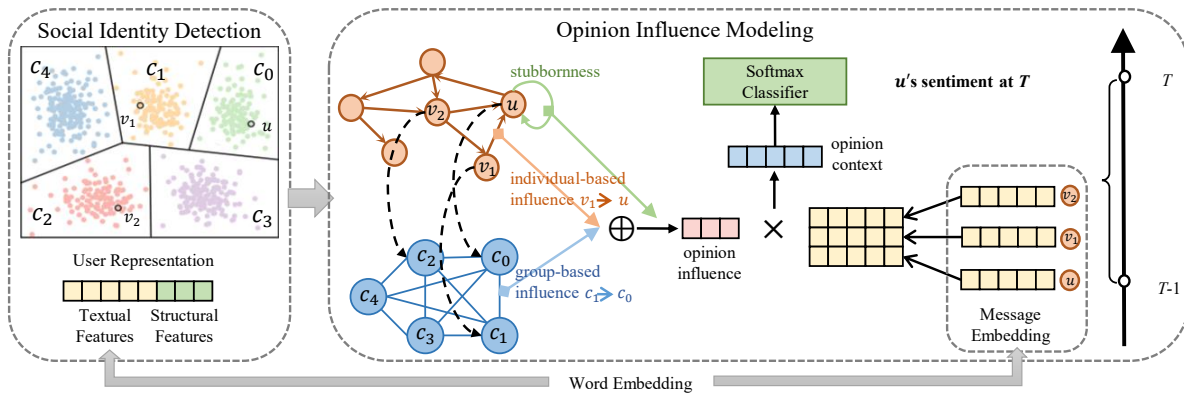 Social Identity Detection
c₄
c₁
c₀
v₁
u
c₂
v₂
c₃
User Representation
Textual
Features
Structural
Features
Opinion Influence Modeling
stubbornness
v₂
u
v₁
individual-based
influence v₁➔ u
c₂
c₀
c₄
c₃
c₁
group-based
influence c₁➔ c₀
⊕
opinion
influence
×
Softmax
Classifier
opinion
context
u's sentiment at T
v₂
v₁
u
Message
Embedding
T
T-1
Word Embedding